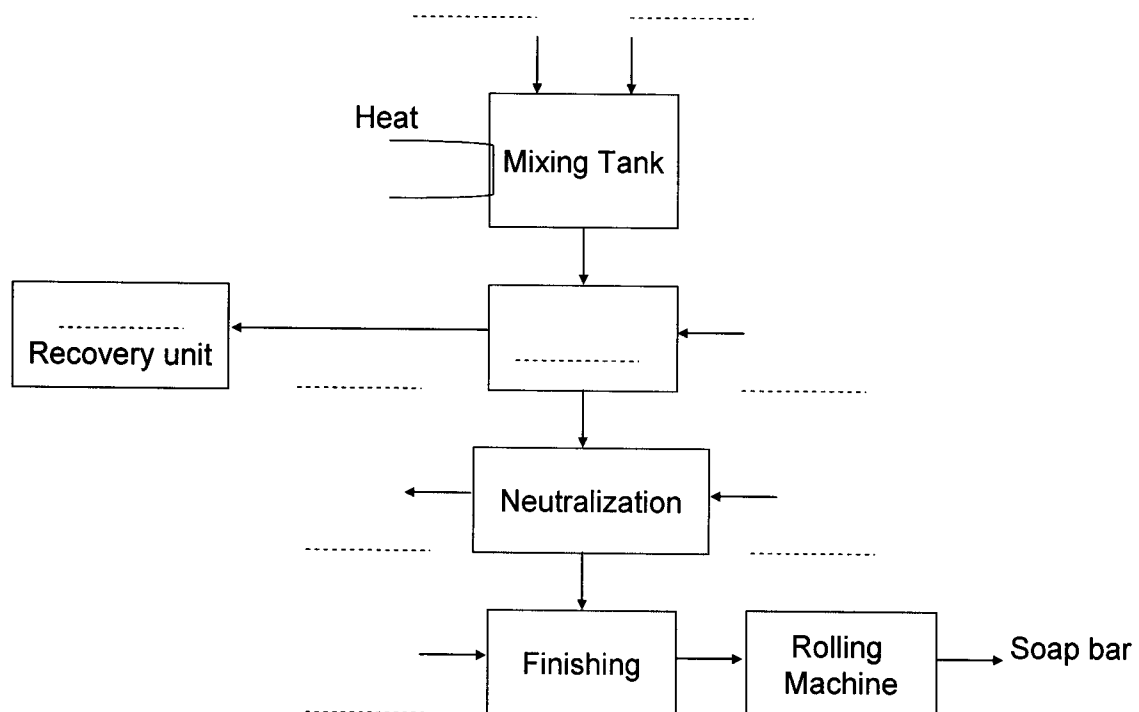 Heat
Mixing Tank
Recovery unit
Neutralization
Finishing
Rolling
Machine
Soap bar